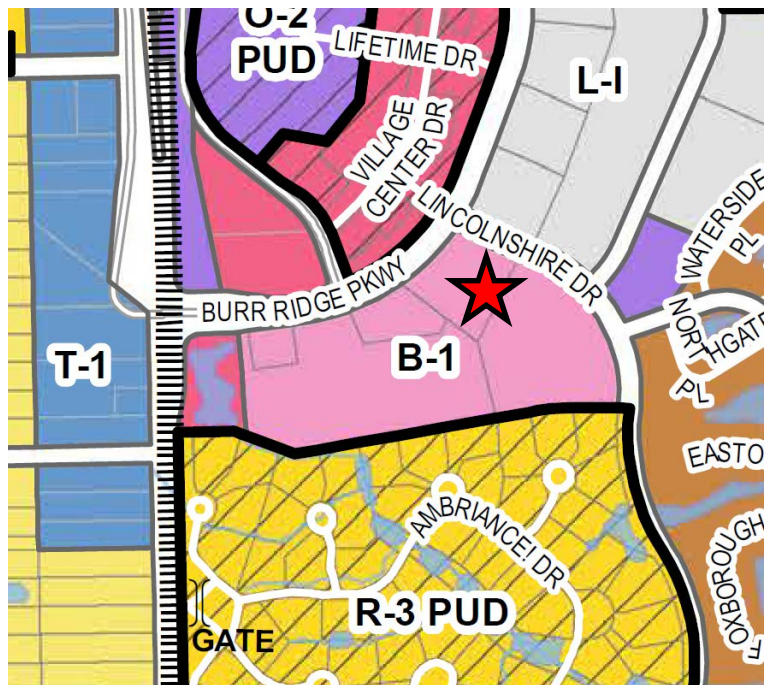 O-2
PUD
LIFETIME DR
L-I
VILLAGE
CENTER DR
LINCOLNSHIRE DR
WATERSIDE
PL
BURR RIDGE PKWY
NORT
HGATE
PL
T-1
B-1
EASTO
AMBRIANCE! DR
OXBOROUGH
R-3 PUD
GATE